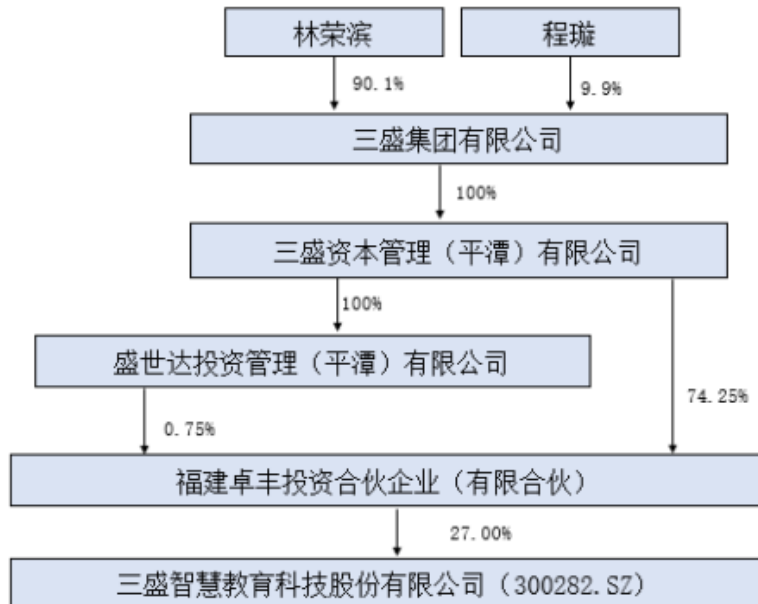 林荣滨
程璇
90.1%
9.9%
三盛集团有限公司
100%
三盛资本管理（平潭）有限公司
100%
盛世达投资管理（平潭）有限公司
74.25%
0.75%
福建卓丰投资合伙企业（有限合伙）
27.00%
三盛智慧教育科技股份有限公司（300282.SZ）